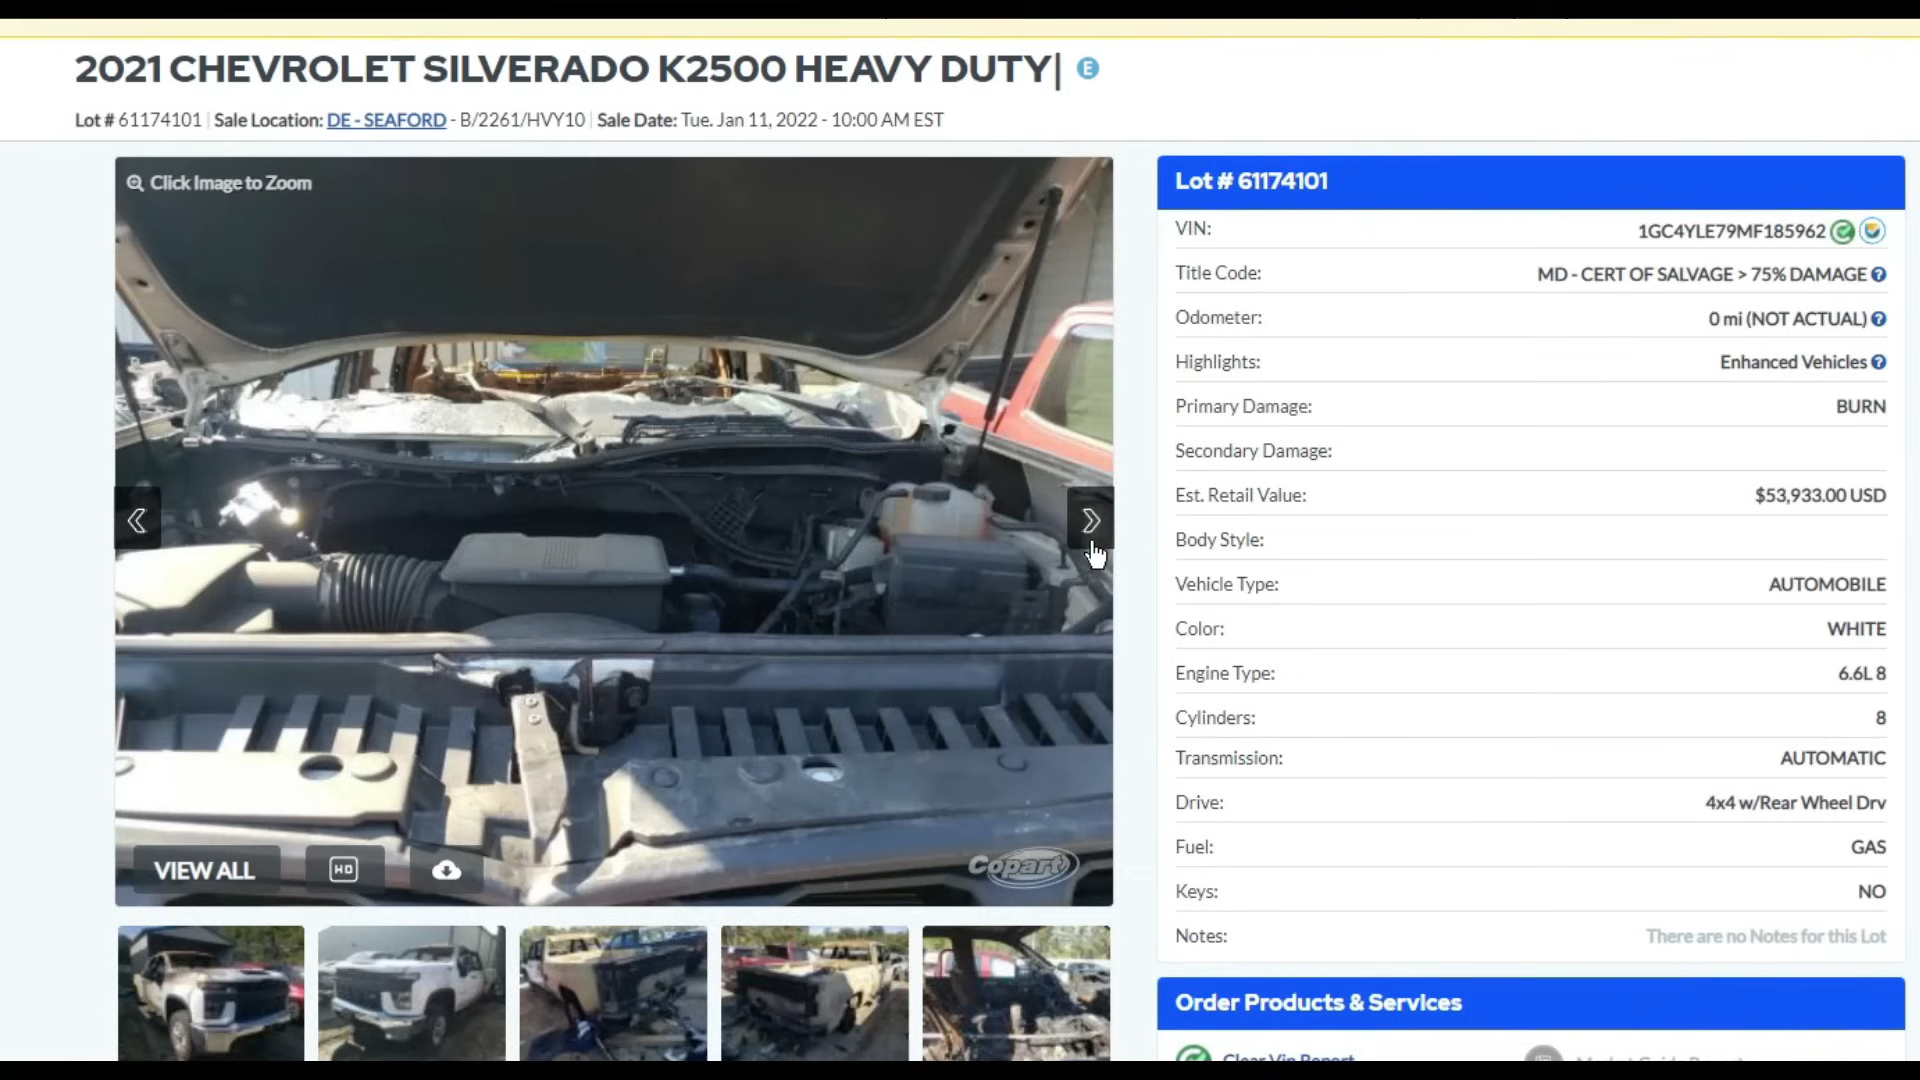 2021 CHEVROLET SILVERADO K2500 HEAVY DUTY| E
Lot # 61174101 | Sale Location: DE - SEAFORD - B/2261/HVY10 | Sale Date: Tue. Jan 11, 2022 - 10:00 AM EST
Click Image to Zoom
VIEW ALL
HD
Copart
Lot # 61174101
VIN: 1GC4YLE79MF185962
Title Code: MD - CERT OF SALVAGE > 75% DAMAGE ?
Odometer: 0 mi (NOT ACTUAL) ?
Highlights: Enhanced Vehicles ?
Primary Damage: BURN
Secondary Damage:
Est. Retail Value: $53,933.00 USD
Body Style:
Vehicle Type: AUTOMOBILE
Color: WHITE
Engine Type: 6.6L 8
Cylinders: 8
Transmission: AUTOMATIC
Drive: 4x4 w/Rear Wheel Drv
Fuel: GAS
Keys: NO
Notes: There are no Notes for this Lot
Order Products & Services
Clear Vin Report